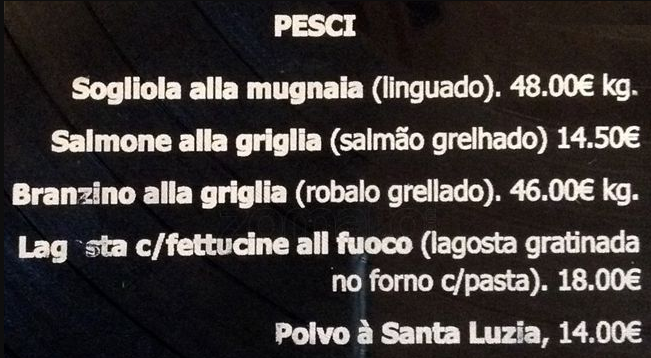 PESCI
Sogliola alla mugnaia (linguado). 48.00€ kg.
Salmone alla griglia (salmão grelhado) 14.50€
Branzino alla griglia (robalo grellado). 46.00€ kg.
Lag sta c/fettucine all fuoco (lagosta gratinada
no forno c/pasta). 18.00€
Polvo à Santa Luzia, 14.00€